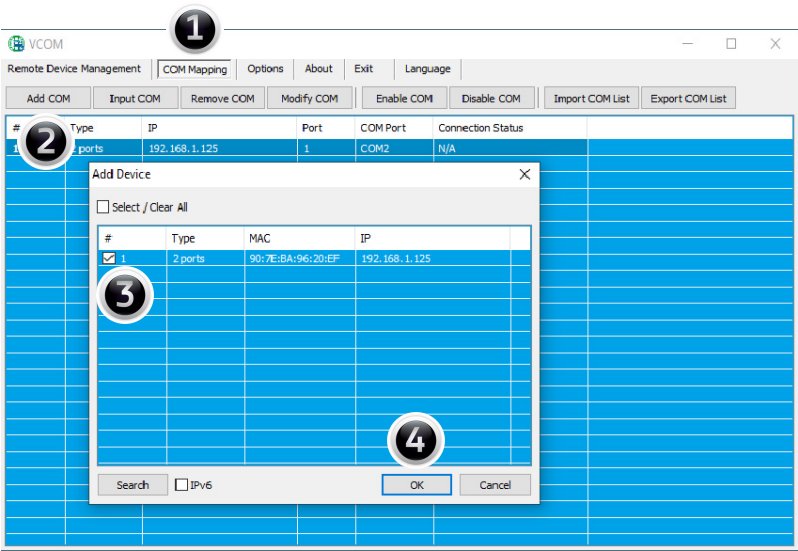 1
VCOM
Remote Device Management COM Mapping Options About Exit Language
Add COM Input COM Remove COM Modify COM Enable COM Disable COM Import COM List Export COM List
# Type IP Port COM Port Connection Status
1 2 ports 192.168.1.125 1 COM2 N/A
2
Add Device
Select / Clear All
# Type MAC IP
1 2 ports 90:7E:BA:96:20:EF 192.168.1.125
3
4
Search IPv6 OK Cancel